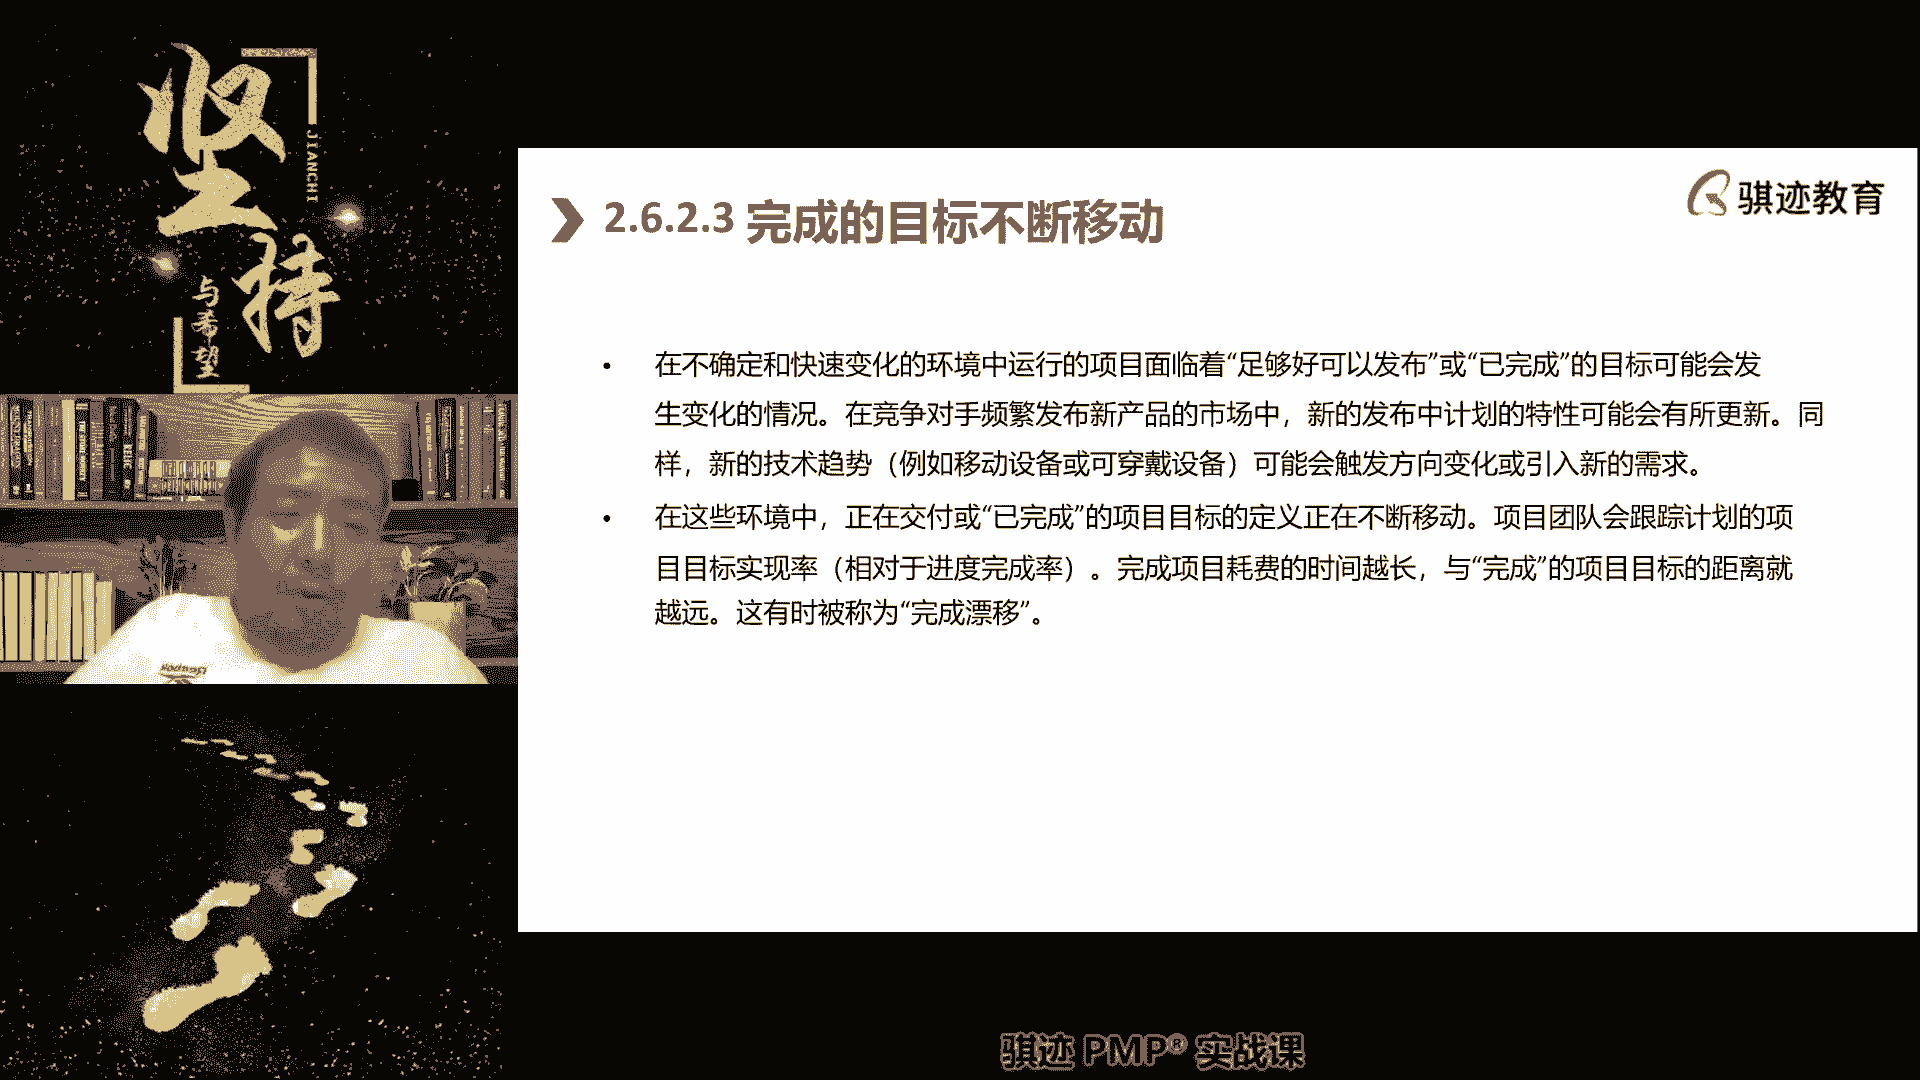 坚持
JIANCHI
与希望
骐迹教育
2.6.2.3 完成的目标不断移动
• 在不确定和快速变化的环境中运行的项目面临着“足够好可以发布”或“已完成”的目标可能会发
生变化的情况。在竞争对手频繁发布新产品的市场中，新的发布中计划的特性可能会有所更新。同
样，新的技术趋势（例如移动设备或可穿戴设备）可能会触发方向变化或引入新的需求。
• 在这些环境中，正在交付或“已完成”的项目目标的定义正在不断移动。项目团队会跟踪计划的项
目目标实现率（相对于进度完成率）。完成项目耗费的时间越长，与“完成”的项目目标的距离就
越远。这有时被称为“完成漂移”。
骐迹 PMP® 实战课